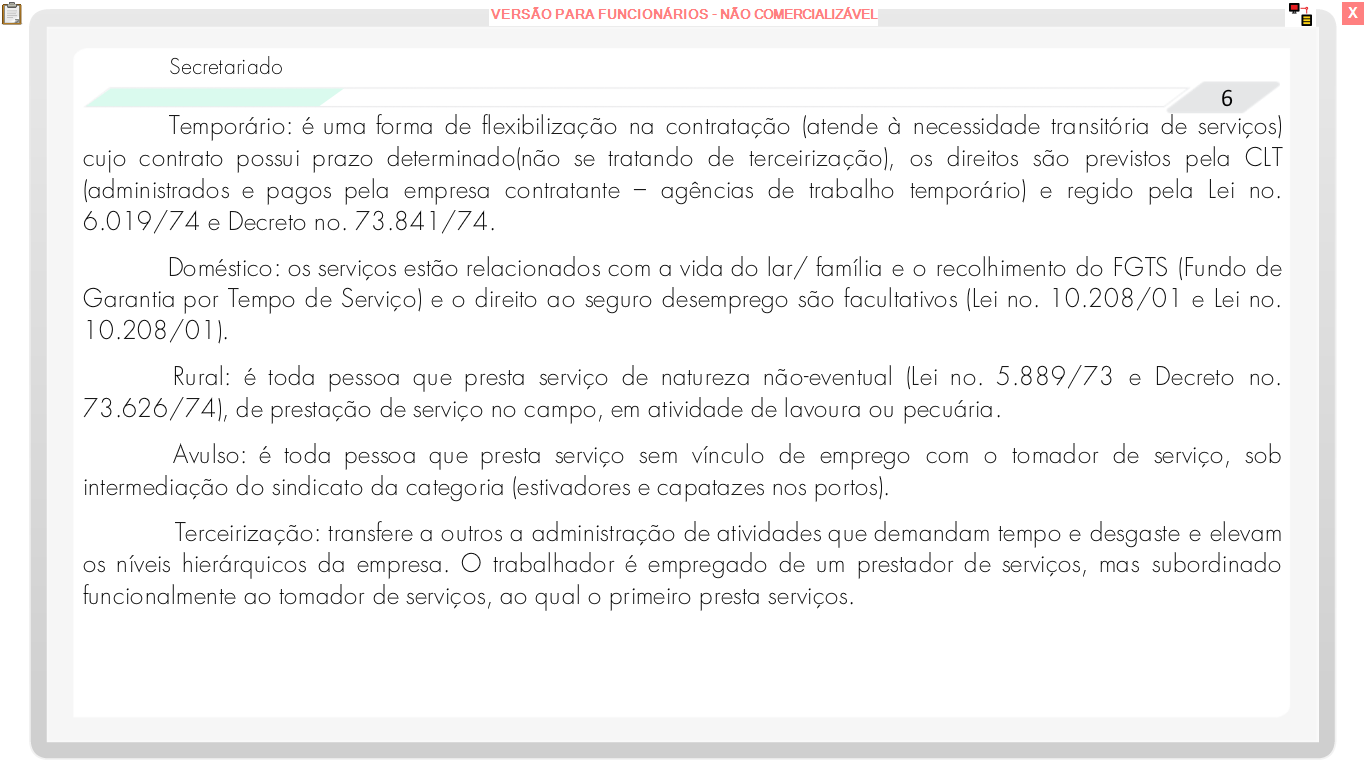 VERSÃO PARA FUNCIONÁRIOS - NÃO COMERCIALIZÁVEL
X
Secretariado
6
Temporário: é uma forma de flexibilização na contratação (atende à necessidade transitória de serviços)
cujo contrato possui prazo determinado(não se tratando de terceirização), os direitos são previstos pela CLT
(administrados e pagos pela empresa contratante – agências de trabalho temporário) e regido pela Lei no.
6.019/74 e Decreto no. 73.841/74.
Doméstico: os serviços estão relacionados com a vida do lar/ família e o recolhimento do FGTS (Fundo de
Garantia por Tempo de Serviço) e o direito ao seguro desemprego são facultativos (Lei no. 10.208/01 e Lei no.
10.208/01).
Rural: é toda pessoa que presta serviço de natureza não-eventual (Lei no. 5.889/73 e Decreto no.
73.626/74), de prestação de serviço no campo, em atividade de lavoura ou pecuária.
Avulso: é toda pessoa que presta serviço sem vínculo de emprego com o tomador de serviço, sob
intermediação do sindicato da categoria (estivadores e capatazes nos portos).
Terceirização: transfere a outros a administração de atividades que demandam tempo e desgaste e elevam
os níveis hierárquicos da empresa. O trabalhador é empregado de um prestador de serviços, mas subordinado
funcionalmente ao tomador de serviços, ao qual o primeiro presta serviços.